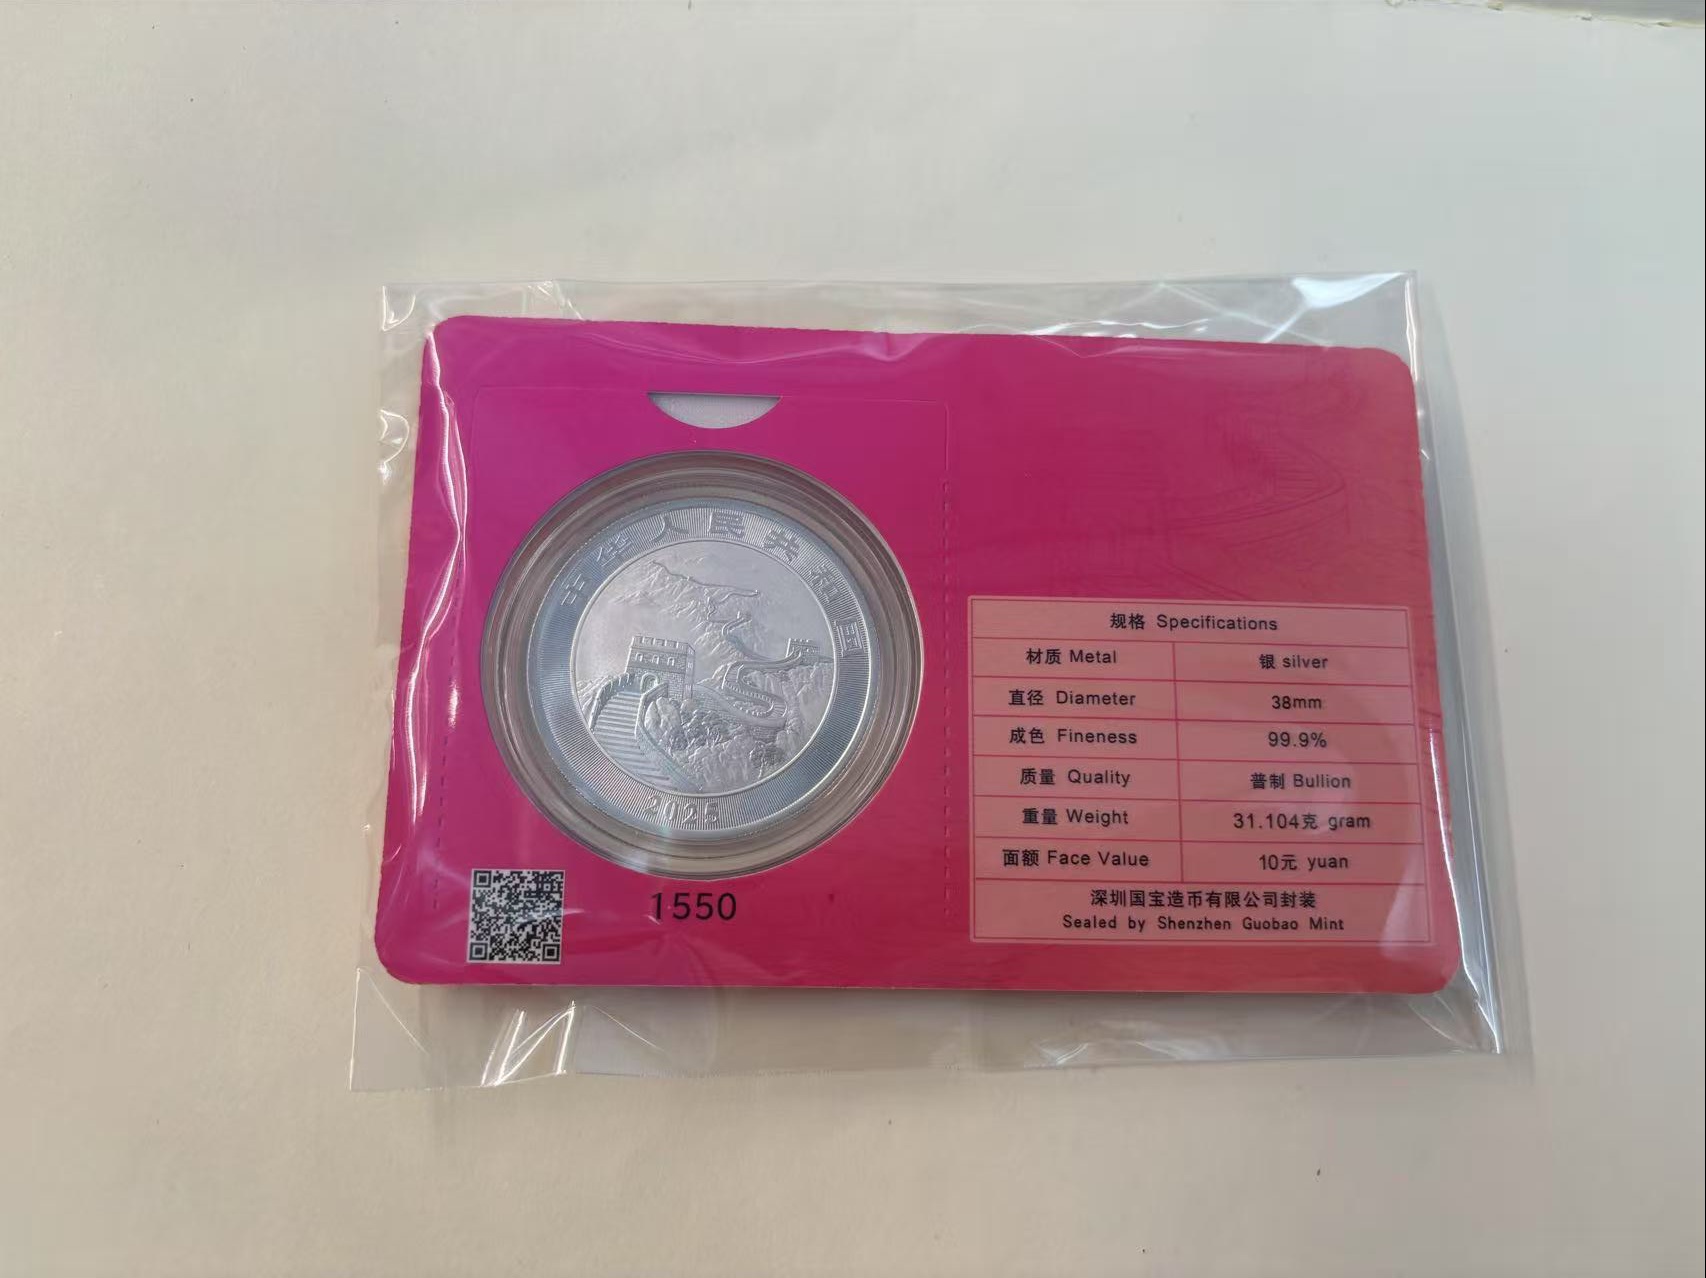 中华人民共和国
2025
1550
规格 Specifications
材质 Metal 银 silver
直径 Diameter 38mm
成色 Fineness 99.9%
质量 Quality 普制 Bullion
重量 Weight 31.104克 gram
面额 Face Value 10元 yuan
深圳国宝造币有限公司封装
Sealed by Shenzhen Guobao Mint